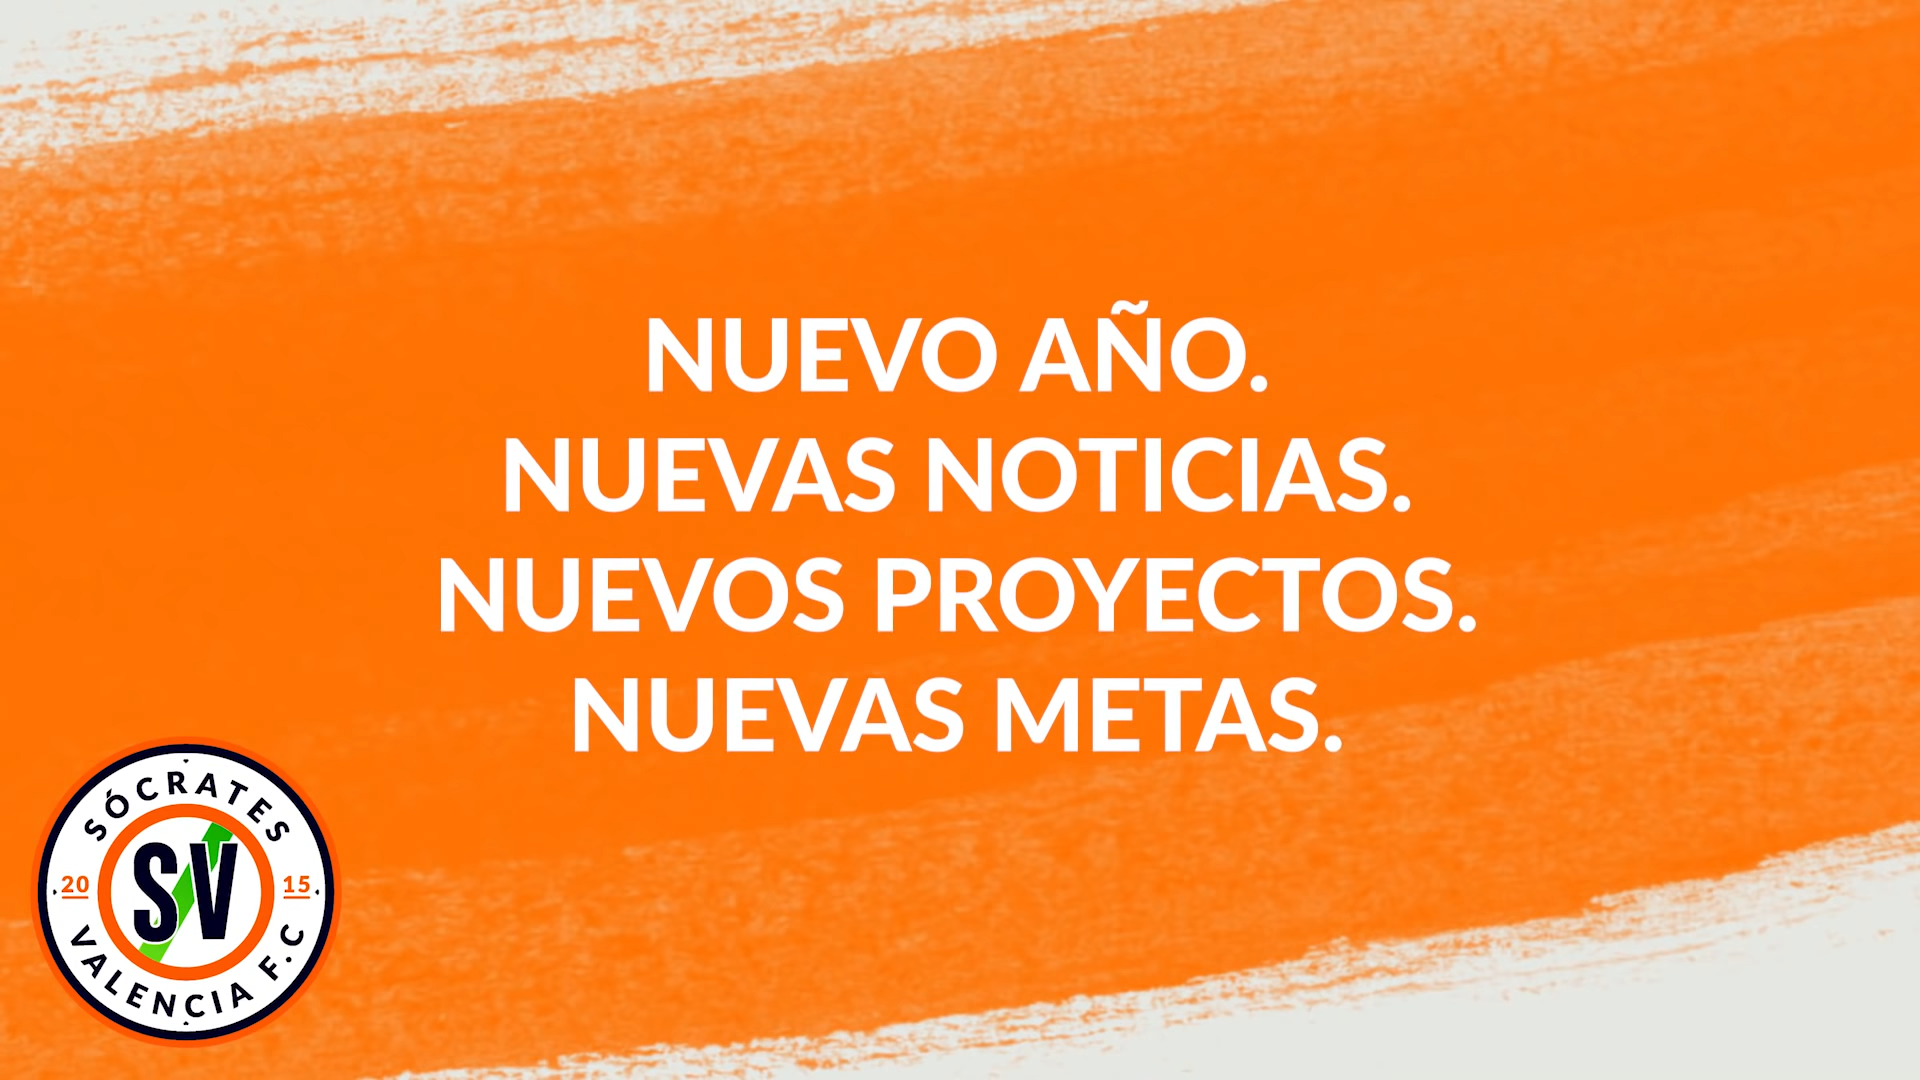 NUEVO AÑO.
NUEVAS NOTICIAS.
NUEVOS PROYECTOS.
NUEVAS METAS.
SÓCRATES
20 SV 15
VALENCIA F.C